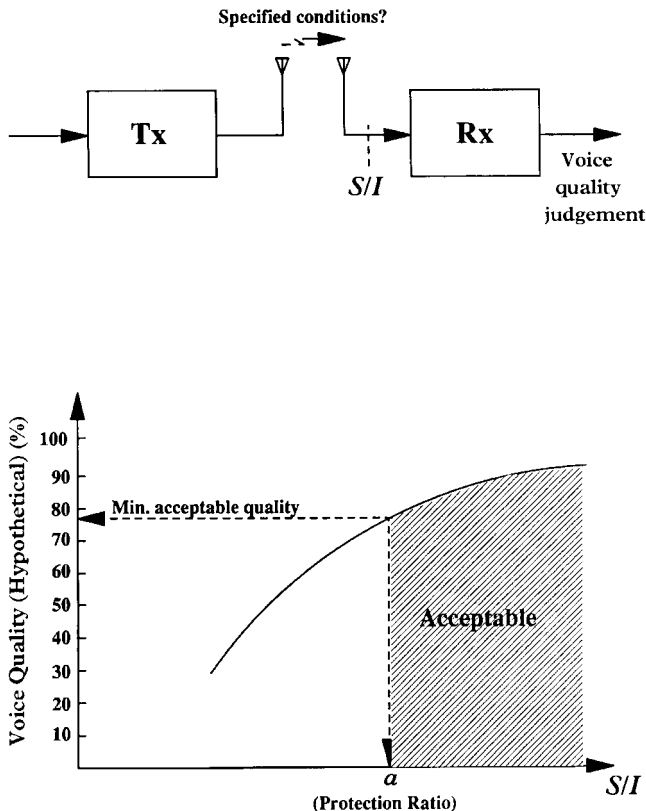 Specified conditions?
Tx
Rx
S/I
Voice
quality
judgement
Voice Quality (Hypothetical) (%)
100
90
80
70
60
50
40
30
20
10
Min. acceptable quality
Acceptable
a
S/I
(Protection Ratio)